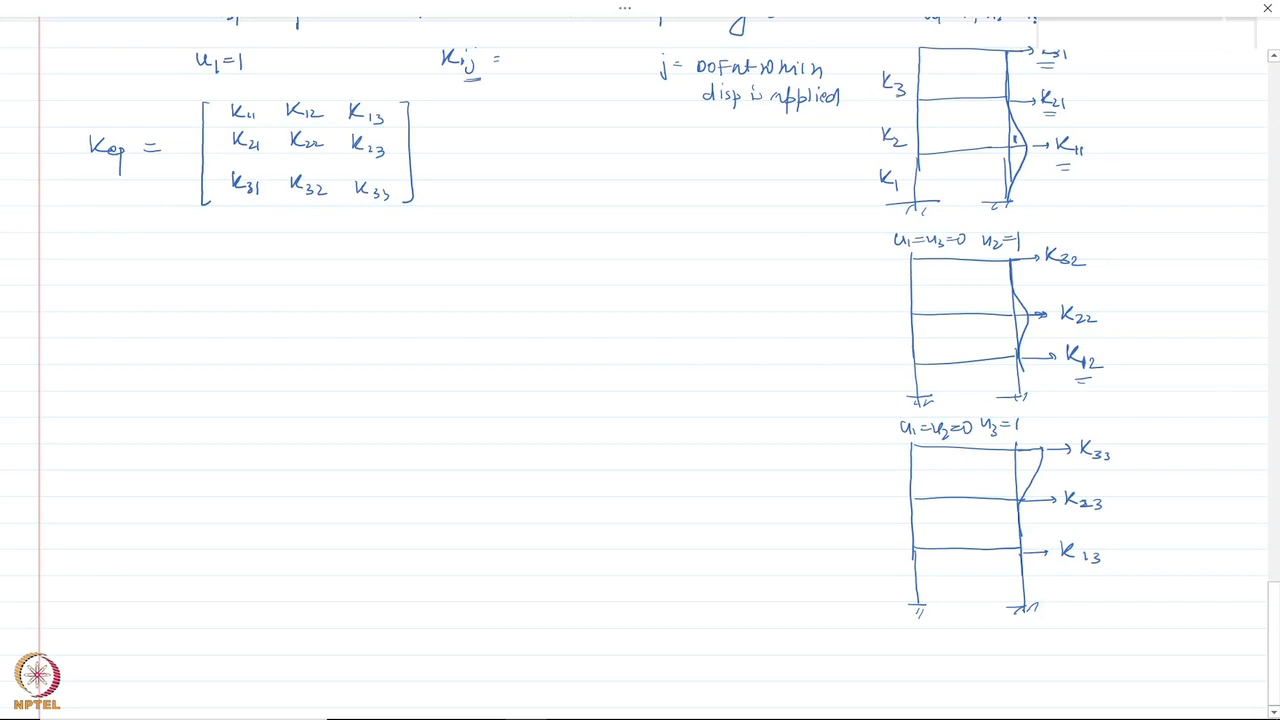 u₁=1
Kij =
j = DOF at which
disp is applied
Keq =
K11 K12 K13
K21 K22 K23
K31 K32 K33
K31
K3
K21
K2
K11
K1
u1=u3=0 u2=1
K32
K22
K12
u1=u2=0 u3=1
K33
K23
K13
NPTEL